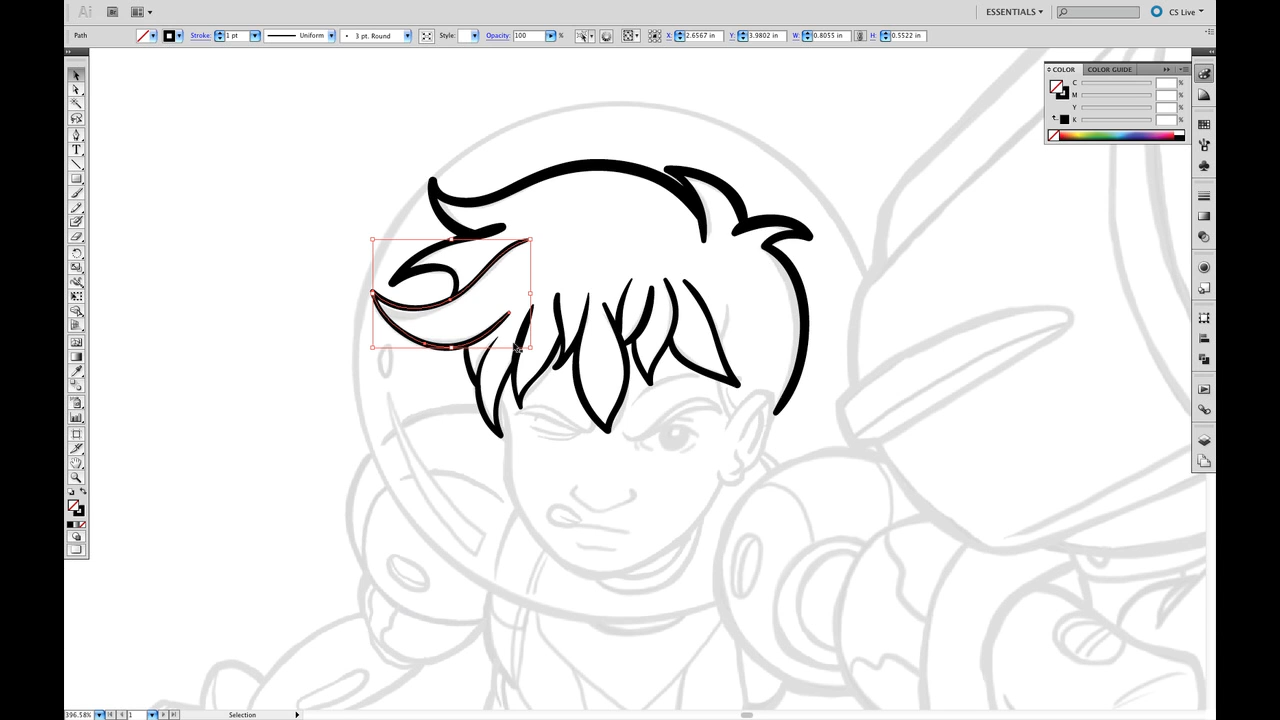 Ai Br ESSENTIALS CS Live
Path Stroke: 1 pt Uniform 3 pt. Round Style: Opacity: 100 % X: 2.6567 in Y: 3.9802 in W: 0.8055 in H: 0.5522 in
COLOR COLOR GUIDE
C %
M %
Y %
K %
T
396.58% 1 Selection